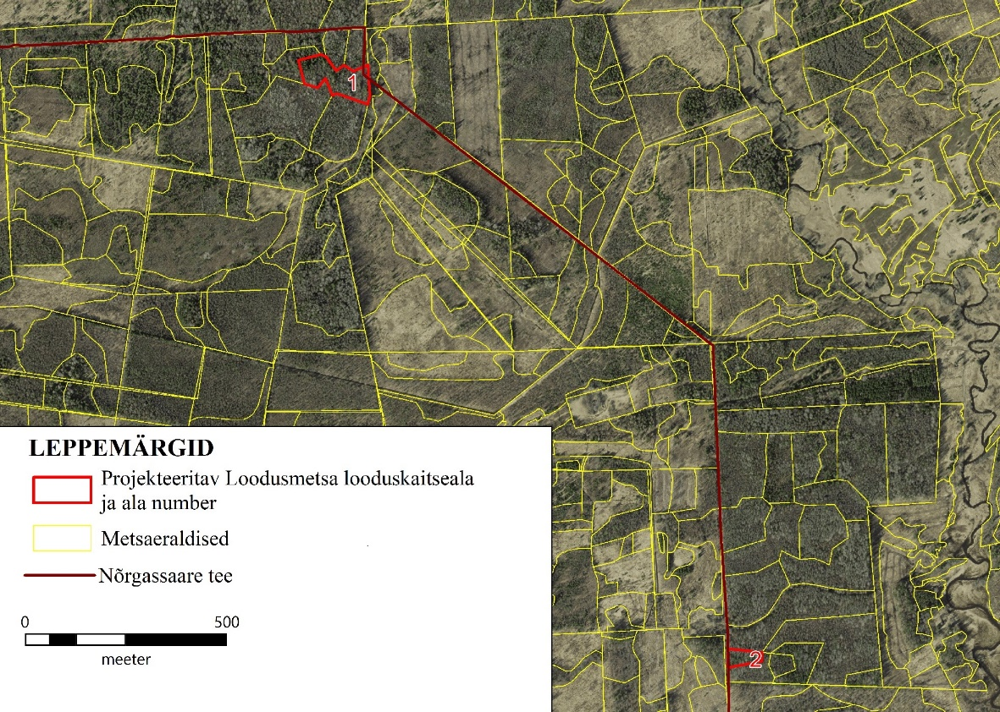 1
2
LEPPEMÄRGID
Projekteeritav Loodusmetsa looduskaitseala
ja ala number
Metsaeraldised
Nõrgassaare tee
0 500
meeter